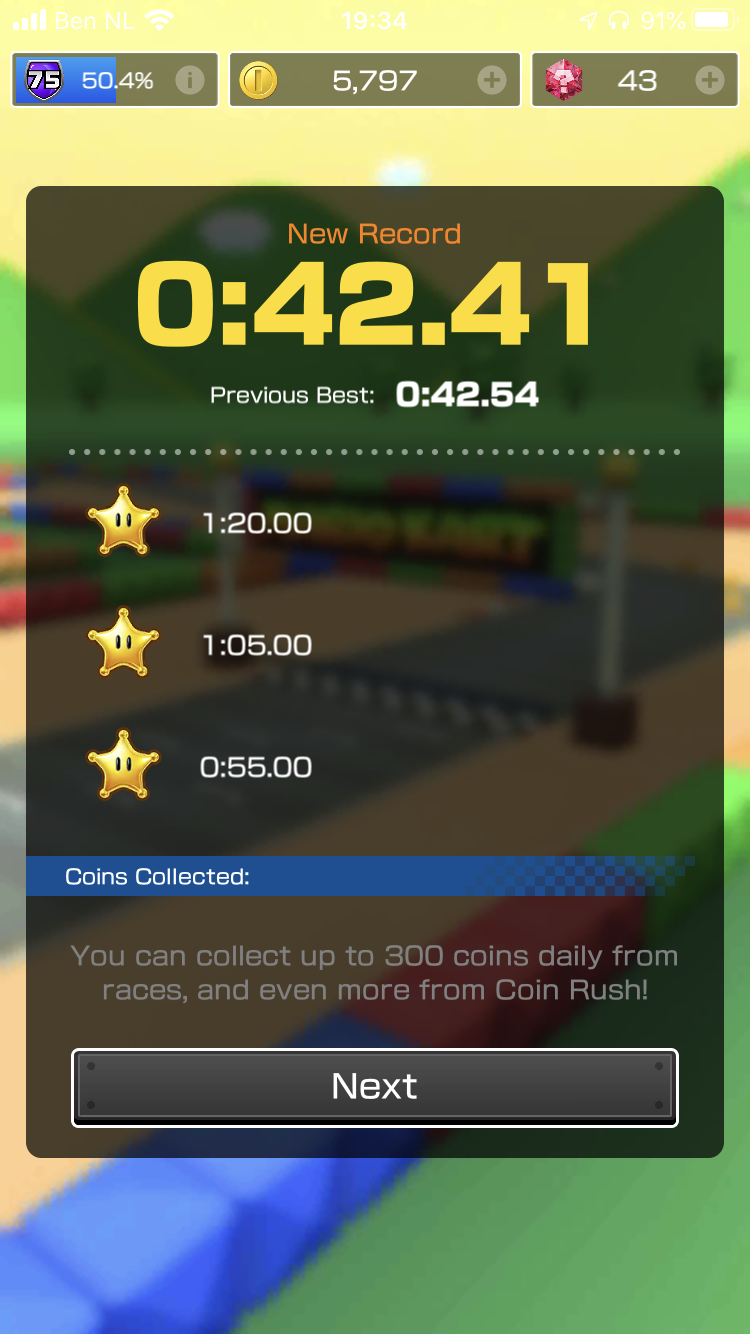 Ben NL 19:34 91%
75 50.4% i 5,797 + 43 +
New Record
0:42.41
Previous Best: 0:42.54
1:20.00
MARIO KART
1:05.00
0:55.00
Coins Collected:
You can collect up to 300 coins daily from
races, and even more from Coin Rush!
Next